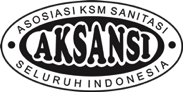 ASOSIASI KSM SANITASI
AKSANSI
SELURUH INDONESIA